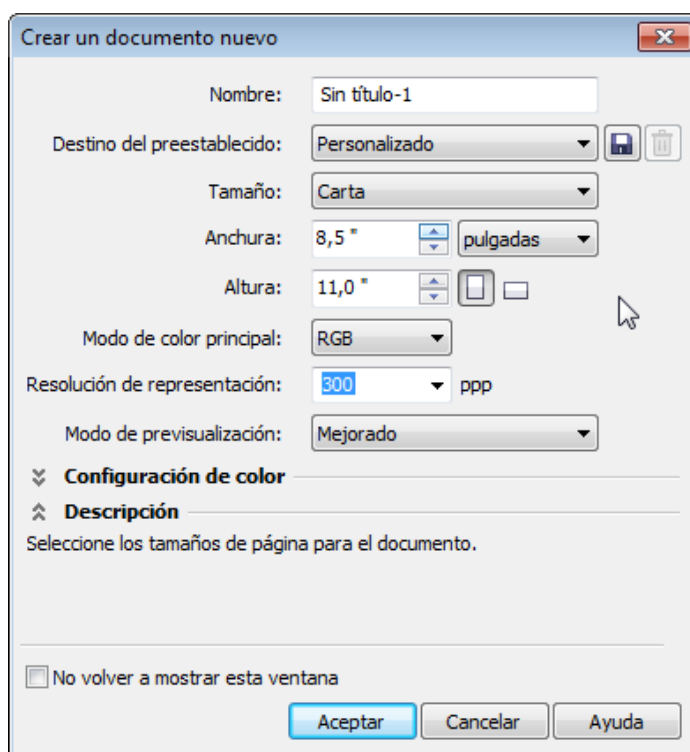 Crear un documento nuevo
Nombre: Sin título-1
Destino del preestablecido: Personalizado
Tamaño: Carta
Anchura: 8,5 " pulgadas
Altura: 11,0 "
Modo de color principal: RGB
Resolución de representación: 300 ppp
Modo de previsualización: Mejorado
Configuración de color
Descripción
Seleccione los tamaños de página para el documento.
No volver a mostrar esta ventana
Aceptar Cancelar Ayuda